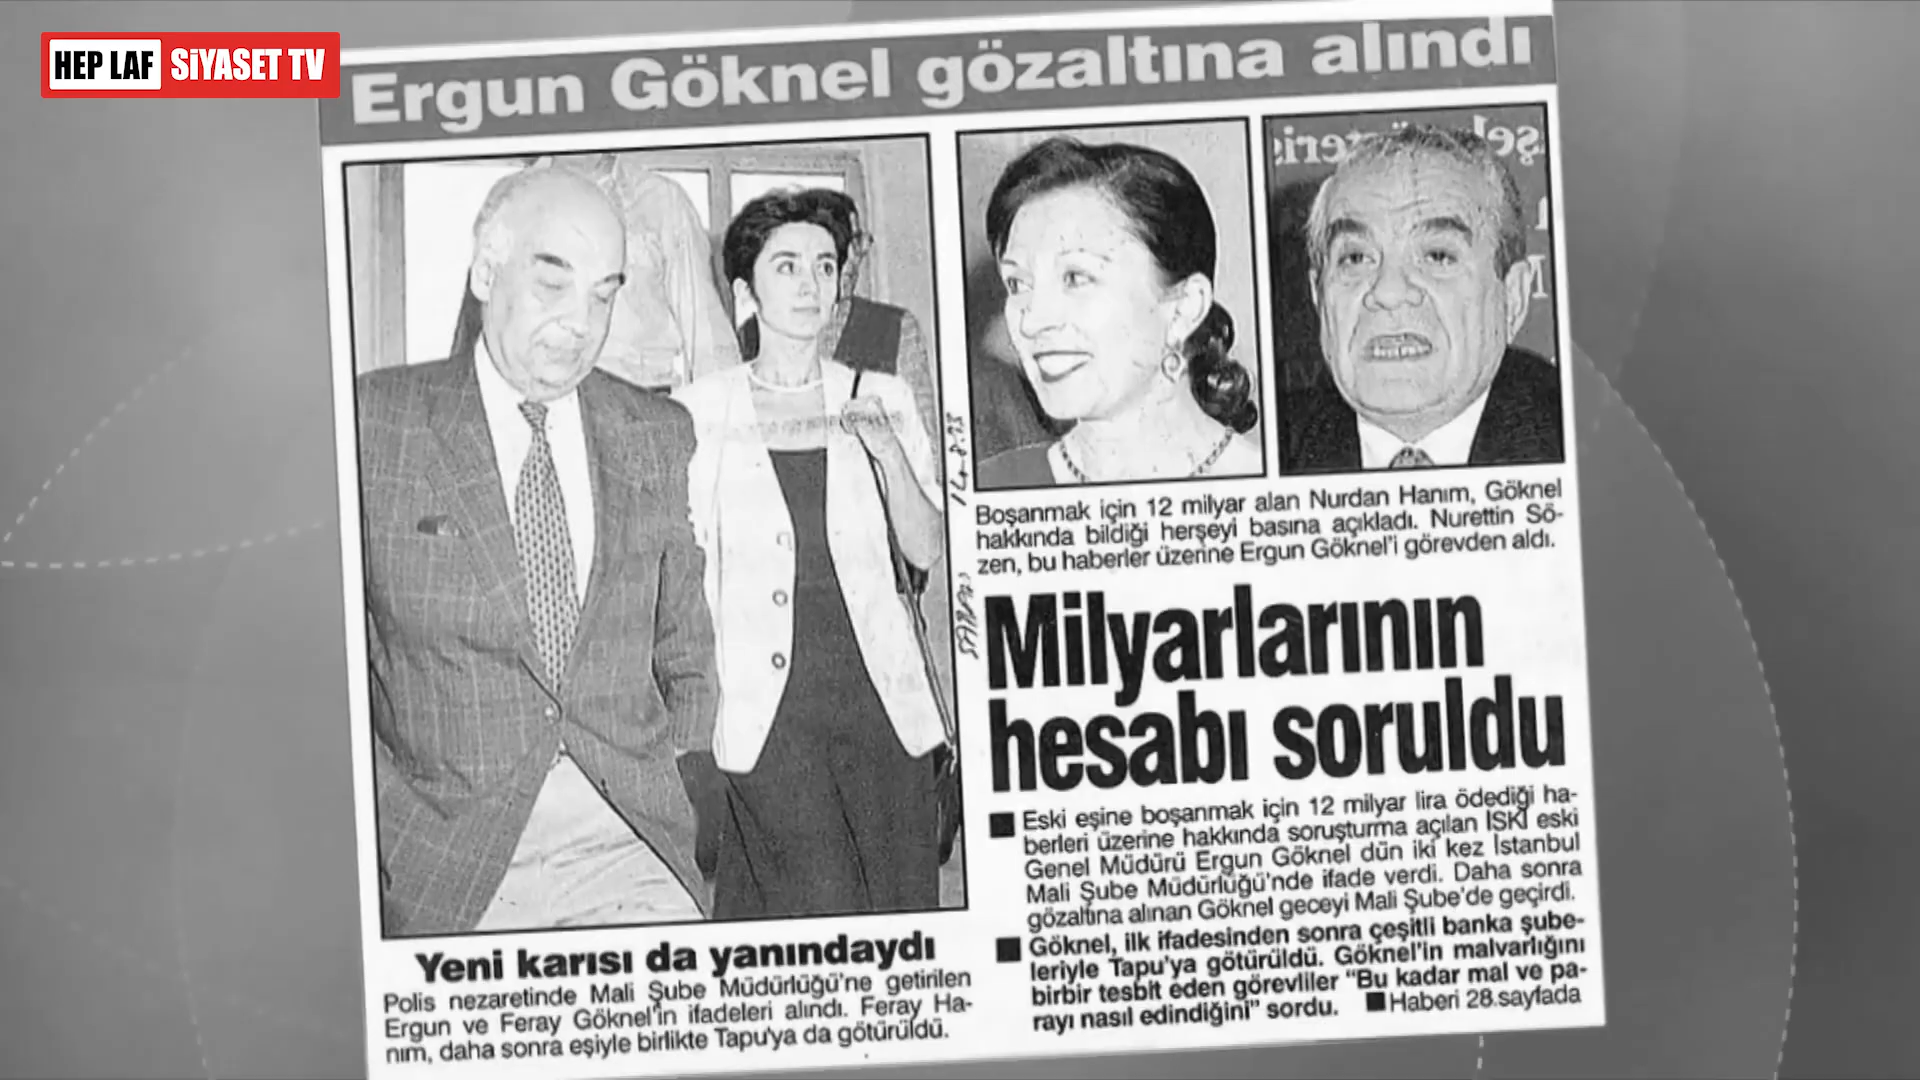 HEP LAF SİYASET TV
Ergun Göknel gözaltına alındı
Boşanmak için 12 milyar alan Nurdan Hanım, Göknel
hakkında bildiği herşeyi basına açıkladı. Nurettin Sö-
zen, bu haberler üzerine Ergun Göknel'i görevden aldı.
Milyarlarının
hesabı soruldu
Eski eşine boşanmak için 12 milyar lira ödediği ha-
berleri üzerine hakkında soruşturma açılan İSKİ eski
Genel Müdürü Ergun Göknel dün iki kez İstanbul
Mali Şube Müdürlüğü'nde ifade verdi. Daha sonra
gözaltına alınan Göknel geceyi Mali Şube'de geçirdi.
Göknel, ilk ifadesinden sonra çeşitli banka şube-
leriyle Tapu'ya götürüldü. Göknel'in malvarlığını
birbir tesbit eden görevliler "Bu kadar mal ve pa-
rayı nasıl edindiğini" sordu. Haberi 28.sayfada
Yeni karısı da yanındaydı
Polis nezaretinde Mali Şube Müdürlüğü'ne getirilen
Ergun ve Feray Göknel'in ifadeleri alındı. Feray Ha-
nım, daha sonra eşiyle birlikte Tapu'ya da götürüldü.